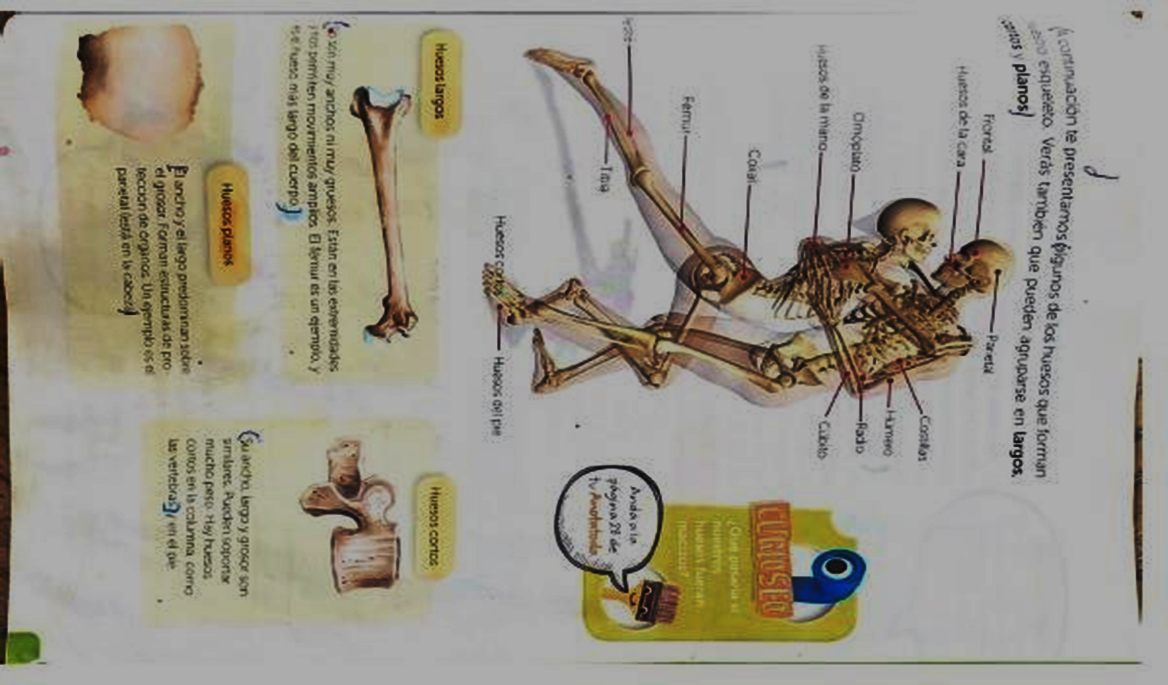 A continuación te presentamos algunos de los huesos que forman
esqueleto. Verás también que pueden agruparse en largos,
cortos y planos
Frontal
Huesos de la cara
Omóplato
Huesos de la mano
Coxal
Fémur
Tibia
Parietal
Costillas
Húmero
Radio
Cúbito
Huesos cortos
Huesos del pie
CURIOSEO
¿Qué pasaría si
nuestros
huesos fueran
Anda a la
página 28 de
tu Anotatodo
Huesos largos
No son muy anchos ni muy gruesos. Están en las extremidades
y nos permiten movimientos amplios. El fémur es un ejemplo, y
es el hueso más largo del cuerpo
Huesos planos
El ancho y el largo predominan sobre
el grosor. Forman estructuras de pro
tección de órganos. Un ejemplo es el
parietal (está en la cabeza)
Huesos cortos
Su ancho, largo y grosor son
similares. Pueden soportar
mucho peso. Hay huesos
cortos en la columna, como
las vértebras, y en el pie